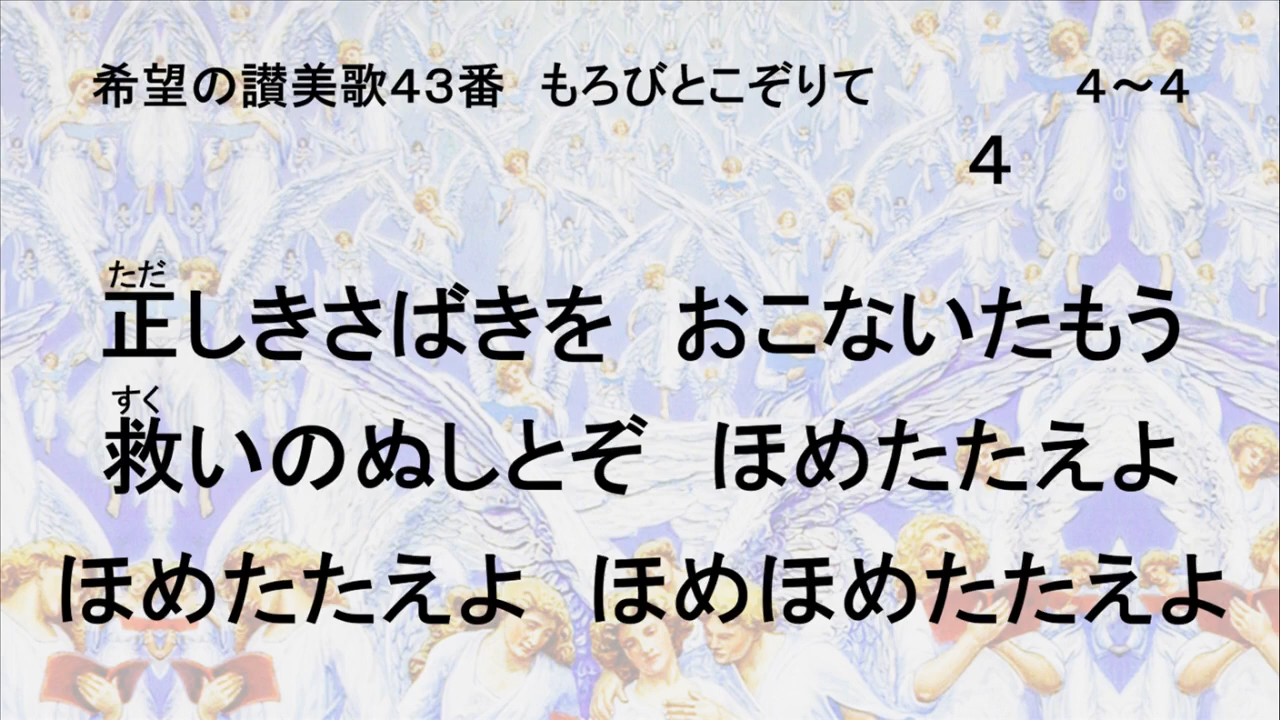 希望の讃美歌４３番　もろびとこぞりて　４～４
４
ただ
正しきさばきを　おこないたもう
すく
救いのぬしとぞ　ほめたたえよ
ほめたたえよ　ほめほめたたえよ